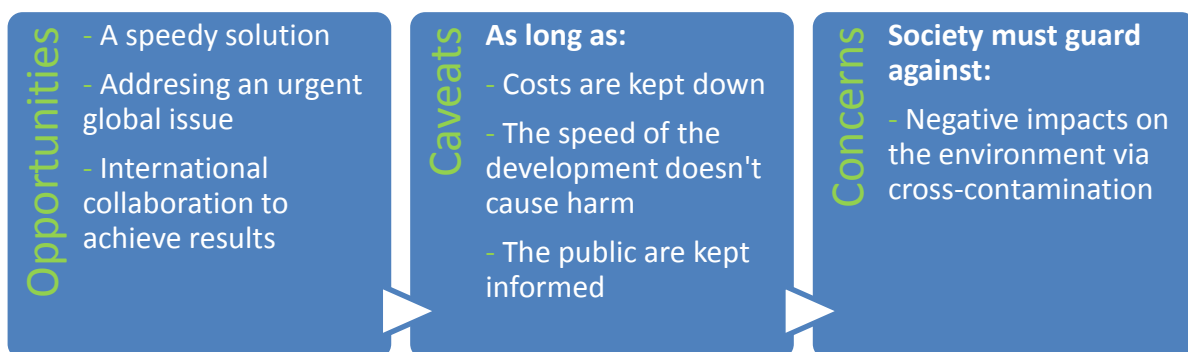 Opportunities
- A speedy solution
- Addresing an urgent
global issue
- International
collaboration to
achieve results
Caveats
As long as:
- Costs are kept down
- The speed of the
development doesn't
cause harm
- The public are kept
informed
Concerns
Society must guard
against:
- Negative impacts on
the environment via
cross-contamination